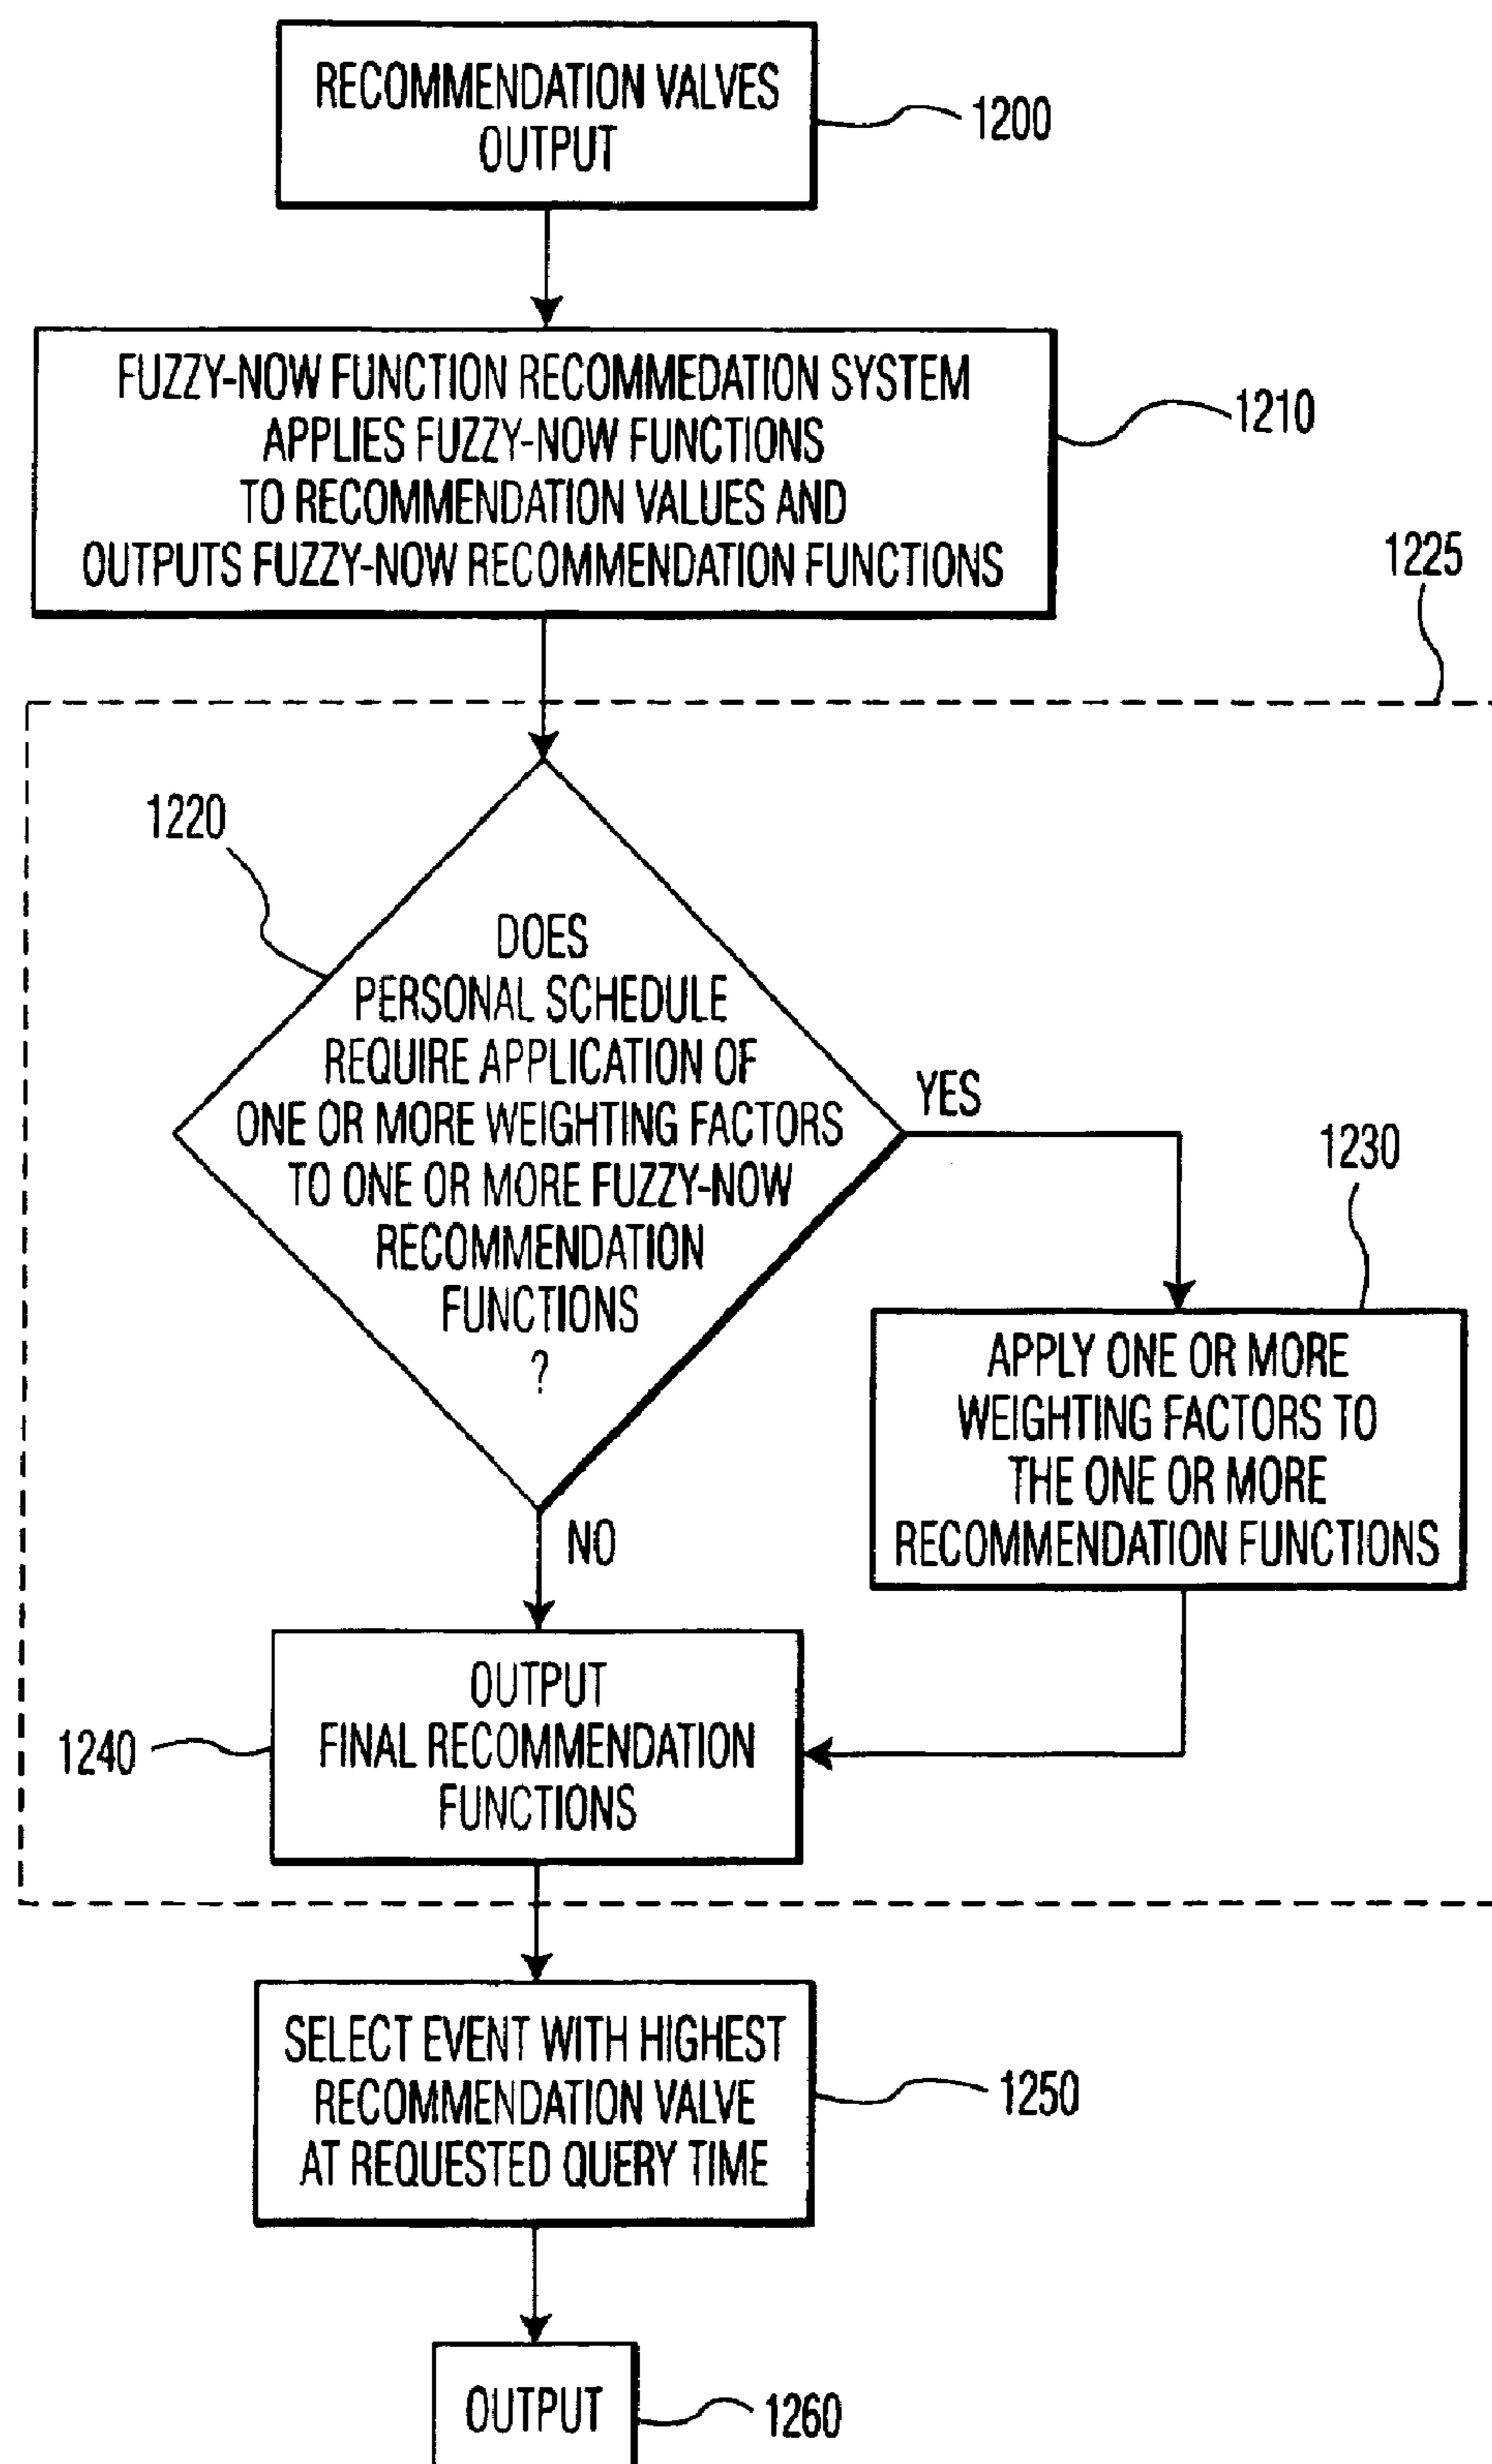 RECOMMENDATION VALVES
OUTPUT
1200
FUZZY-NOW FUNCTION RECOMMEDATION SYSTEM
APPLIES FUZZY-NOW FUNCTIONS
TO RECOMMENDATION VALUES AND
OUTPUTS FUZZY-NOW RECOMMENDATION FUNCTIONS
1210
1225
1220
DOES
PERSONAL SCHEDULE
REQUIRE APPLICATION OF
ONE OR MORE WEIGHTING FACTORS
TO ONE OR MORE FUZZY-NOW
RECOMMENDATION
FUNCTIONS
?
YES
1230
APPLY ONE OR MORE
WEIGHTING FACTORS TO
THE ONE OR MORE
RECOMMENDATION FUNCTIONS
NO
OUTPUT
FINAL RECOMMENDATION
FUNCTIONS
1240
SELECT EVENT WITH HIGHEST
RECOMMENDATION VALVE
AT REQUESTED QUERY TIME
1250
OUTPUT
1260